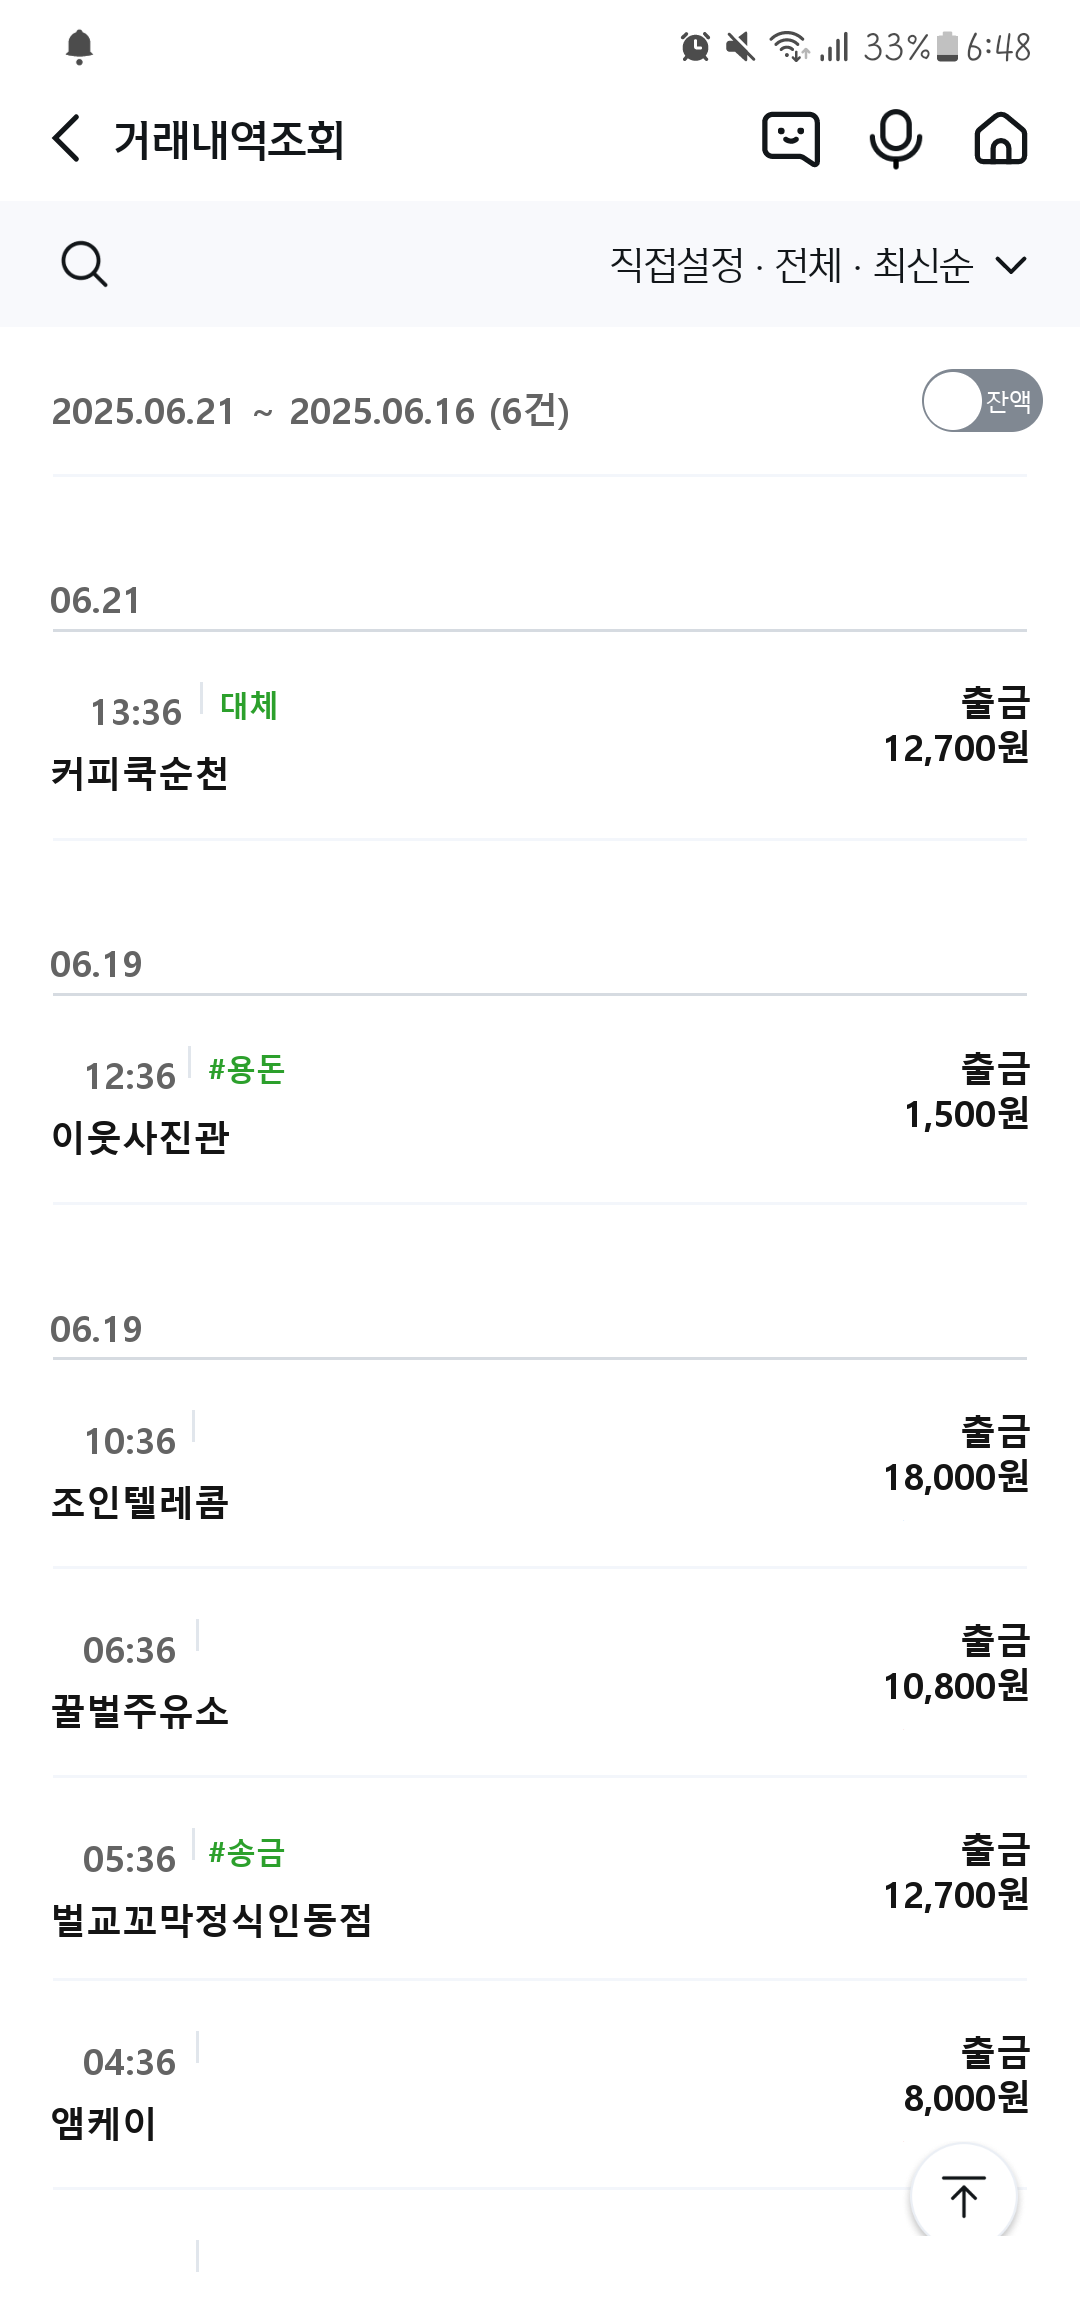 33% 6:48
거래내역조회
직접설정 · 전체 · 최신순
2025.06.21 ~ 2025.06.16 (6건)
잔액
06.21
13:36 대체
출금
12,700원
커피쿡순천
06.19
12:36 #용돈
출금
1,500원
이웃사진관
06.19
10:36
출금
18,000원
조인텔레콤
06:36
출금
10,800원
꿀벌주유소
05:36 #송금
출금
12,700원
벌교꼬막정식인동점
04:36
출금
8,000원
앰케이